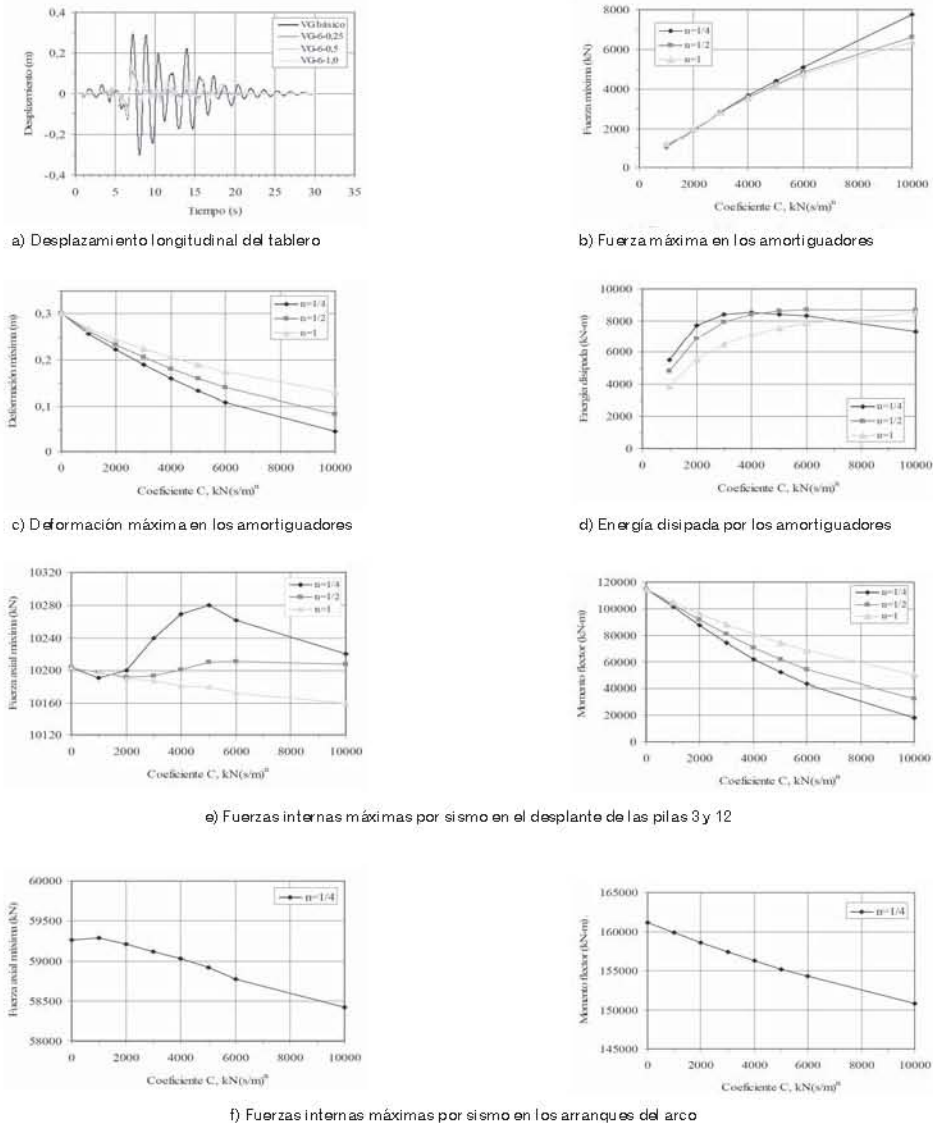 0,4
0,2
0
-0,2
-0,4
Desplazamiento (m)
VG básico
VG-6-0,25
VG-6-0,5
VG-6-1,0
0 5 10 15 20 25 30 35
Tiempo (s)
a) Desplazamiento longitudinal del tablero
10000
8000
6000
4000
2000
0
Fuerza máxima (kN)
n=1/4
n=1/2
n=1
0 2000 4000 6000 8000 10000
Coeficiente C, kN(s/m)ⁿ
b) Fuerza máxima en los amortiguadores
0,3
0,2
0,1
0
Deformación máxima (m)
n=1/4
n=1/2
n=1
0 2000 4000 6000 8000 10000
Coeficiente C, kN(s/m)ⁿ
c) Deformación máxima en los amortiguadores
10000
8000
6000
4000
2000
0
Energía disipada (kN-m)
n=1/4
n=1/2
n=1
0 2000 4000 6000 8000 10000
Coeficiente C, kN(s/m)ⁿ
d) Energía disipada por los amortiguadores
10320
10280
10240
10200
10160
10120
Fuerza axial máxima (kN)
n=1/4
n=1/2
n=1
0 2000 4000 6000 8000 10000
Coeficiente C, kN(s/m)ⁿ
120000
100000
80000
60000
40000
20000
0
Momento flector (kN-m)
n=1/4
n=1/2
n=1
0 2000 4000 6000 8000 10000
Coeficiente C, kN(s/m)ⁿ
e) Fuerzas internas máximas por sismo en el desplante de las pilas 3 y 12
60000
59500
59000
58500
58000
Fuerza axial máxima (kN)
n=1/4
0 2000 4000 6000 8000 10000
Coeficiente C, kN(s/m)ⁿ
165000
160000
155000
150000
145000
Momento flector (kN-m)
n=1/4
0 2000 4000 6000 8000 10000
Coeficiente C, kN(s/m)ⁿ
f) Fuerzas internas máximas por sismo en los arranques del arco